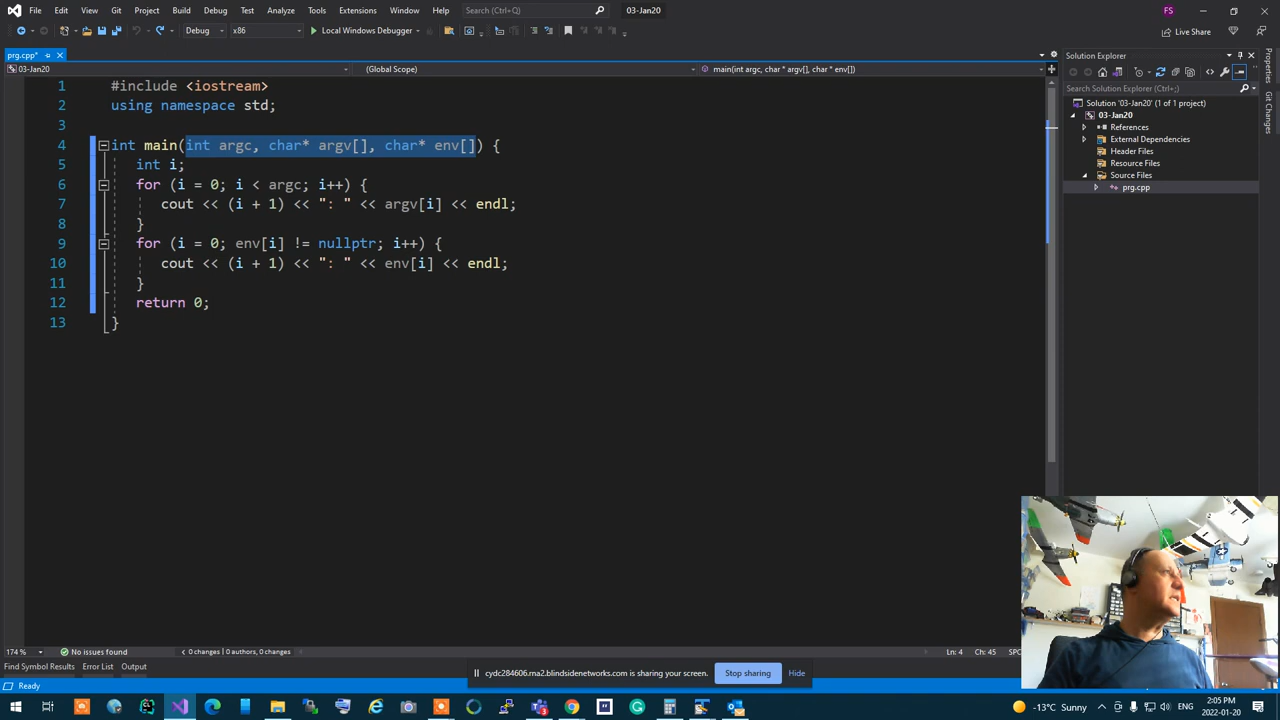 File Edit View Git Project Build Debug Test Analyze Tools Extensions Window Help Search (Ctrl+Q) 03-Jan20 FS
Debug x86 Local Windows Debugger Live Share
prg.cpp*
Solution Explorer
03-Jan20 (Global Scope) main(int argc, char * argv[], char * env[])
Search Solution Explorer (Ctrl+;)
Solution '03-Jan20' (1 of 1 project)
03-Jan20
References
External Dependencies
Header Files
Resource Files
Source Files
prg.cpp
Properties
Git Changes
1 #include <iostream>
2 using namespace std;
3
4 int main(int argc, char* argv[], char* env[]) {
5 int i;
6 for (i = 0; i < argc; i++) {
7 cout << (i + 1) << ": " << argv[i] << endl;
8 }
9 for (i = 0; env[i] != nullptr; i++) {
10 cout << (i + 1) << ": " << env[i] << endl;
11 }
12 return 0;
13 }
174 % No issues found 0 changes | 0 authors, 0 changes Ln: 4 Ch: 45 SPC
Find Symbol Results Error List Output
cydc284606.rna2.blindsidenetworks.com is sharing your screen. Stop sharing Hide
Ready
-13°C Sunny ENG 2:05 PM 2022-01-20